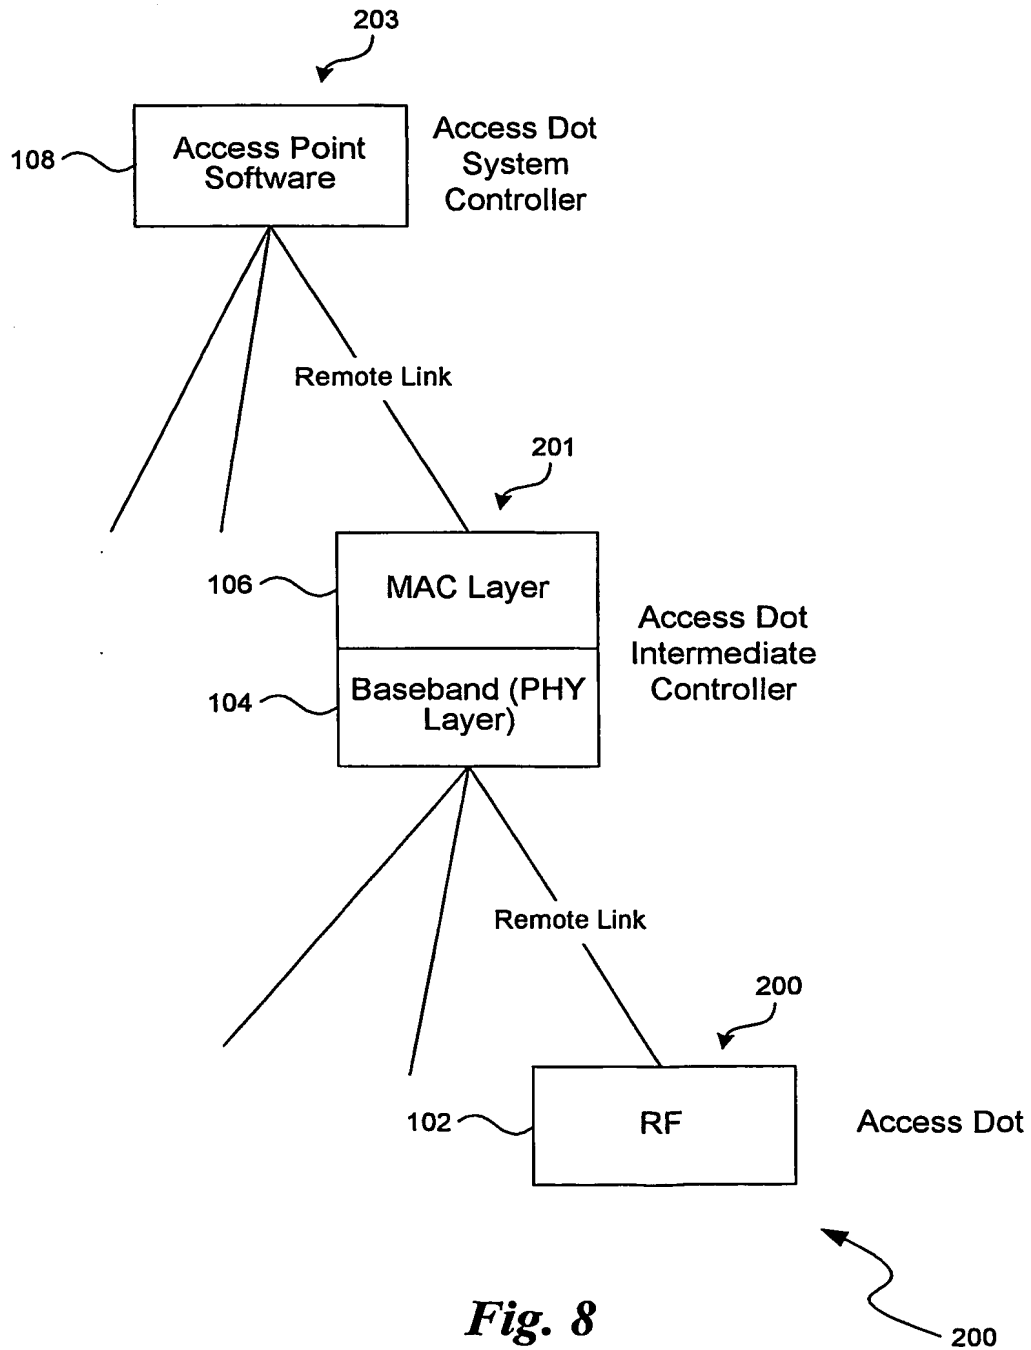 203
108
Access Point
Software
Access Dot
System
Controller
Remote Link
201
106
MAC Layer
104
Baseband (PHY
Layer)
Access Dot
Intermediate
Controller
Remote Link
200
102
RF
Access Dot
200
Fig. 8